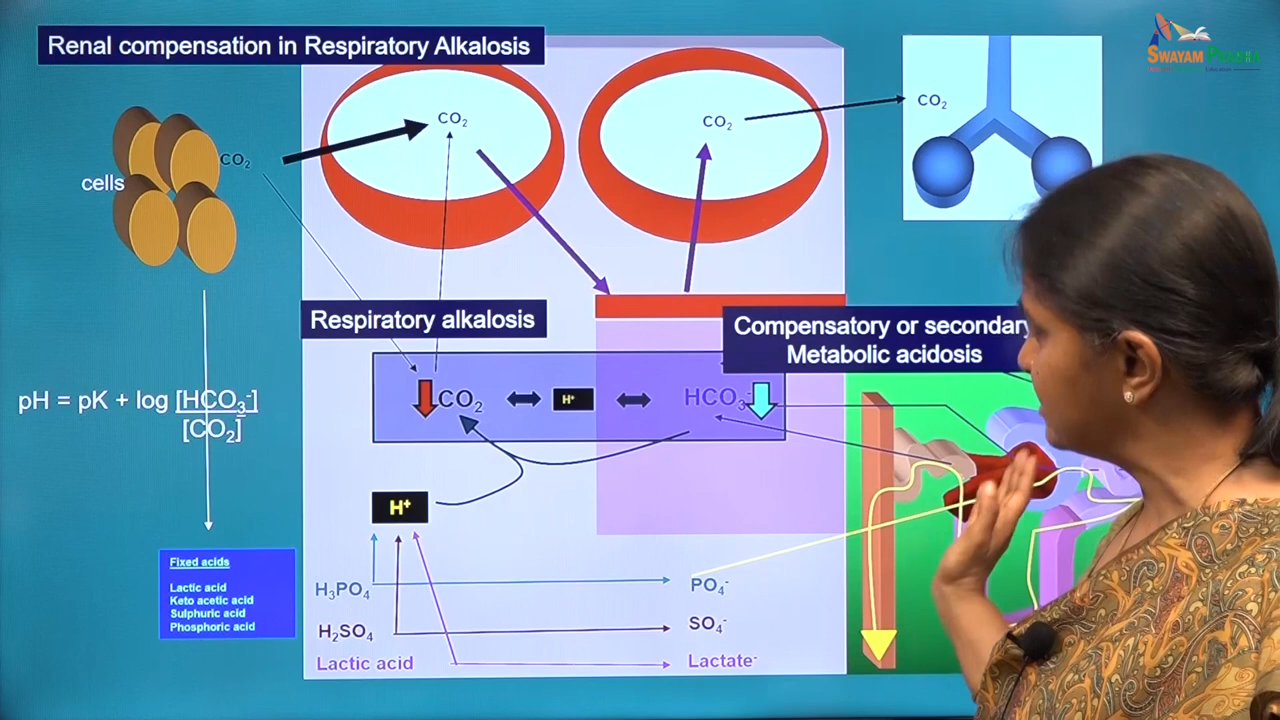 Renal compensation in Respiratory Alkalosis
SWAYAM PRABHA
CO₂
CO₂
CO₂
CO₂
cells
Respiratory alkalosis
Compensatory or secondary
Metabolic acidosis
pH = pK + log [HCO₃⁻]
[CO₂]
CO₂
H⁺
HCO₃⁻
H⁺
Fixed acids
Lactic acid
Keto acetic acid
Sulphuric acid
Phosphoric acid
H₃PO₄
PO₄⁻
H₂SO₄
SO₄⁻
Lactic acid
Lactate⁻